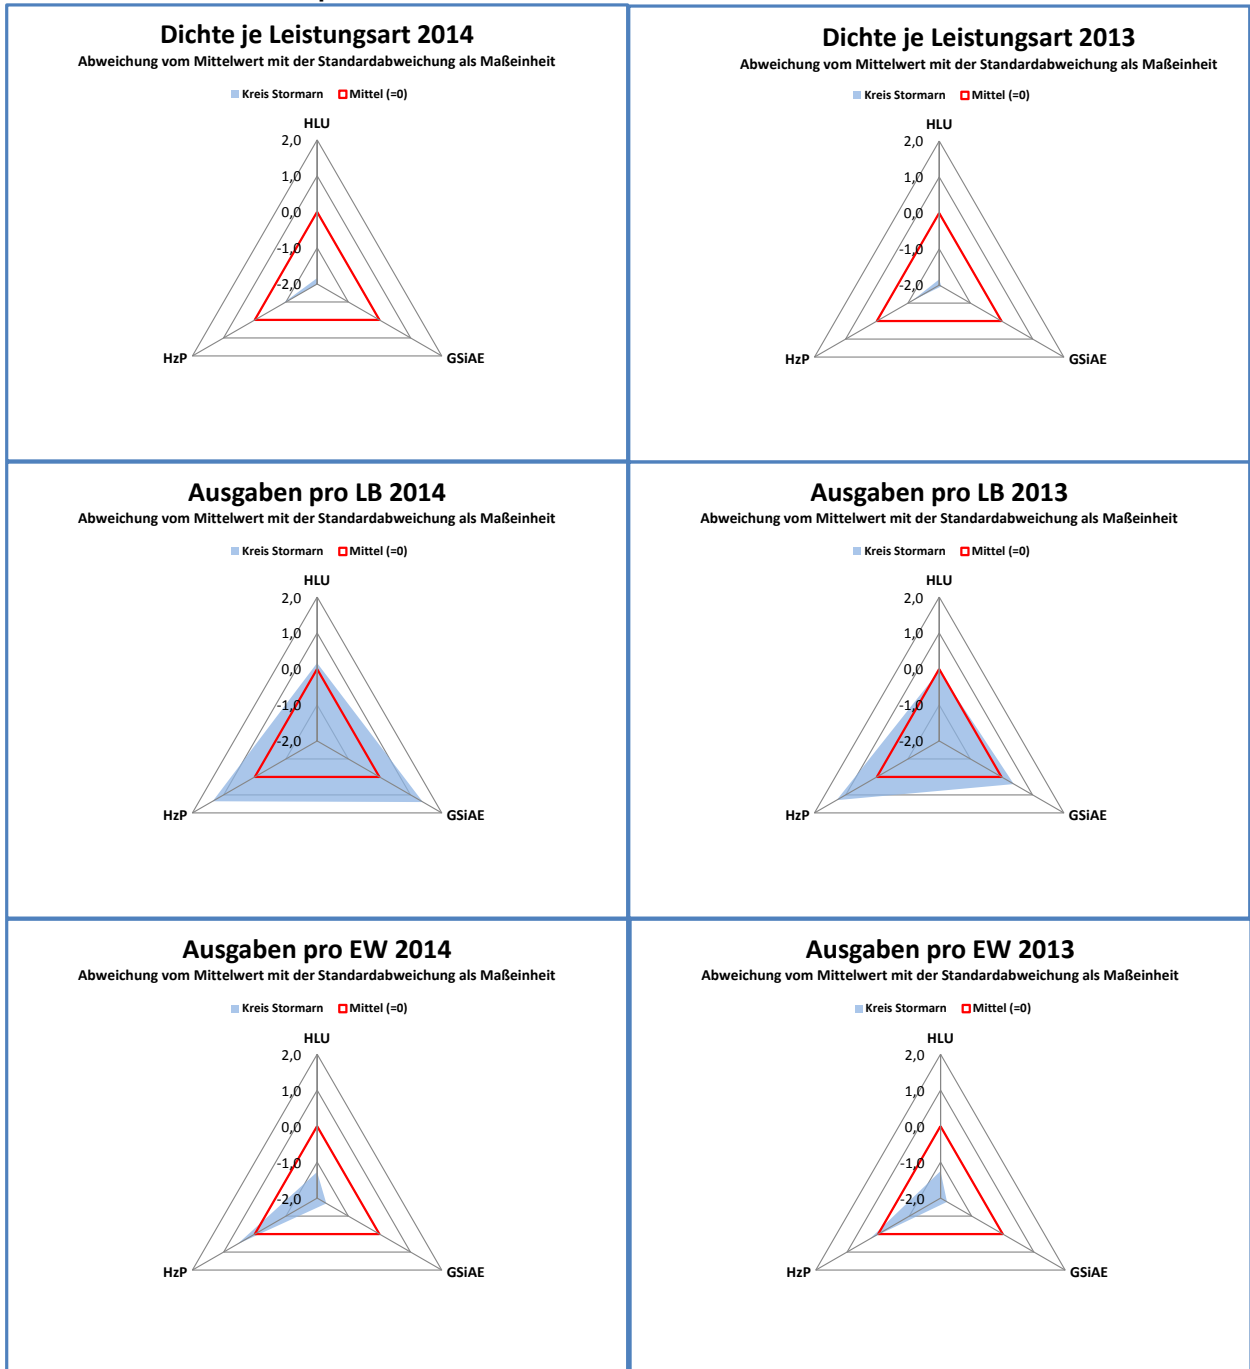 Dichte je Leistungsart 2014
Abweichung vom Mittelwert mit der Standardabweichung als Maßeinheit
Kreis Stormarn Mittel (=0)
HLU
2,0
1,0
0,0
-1,0
-2,0
HzP
GSiAE
Dichte je Leistungsart 2013
Abweichung vom Mittelwert mit der Standardabweichung als Maßeinheit
Kreis Stormarn Mittel (=0)
HLU
2,0
1,0
0,0
-1,0
-2,0
HzP
GSiAE
Ausgaben pro LB 2014
Abweichung vom Mittelwert mit der Standardabweichung als Maßeinheit
Kreis Stormarn Mittel (=0)
HLU
2,0
1,0
0,0
-1,0
-2,0
HzP
GSiAE
Ausgaben pro LB 2013
Abweichung vom Mittelwert mit der Standardabweichung als Maßeinheit
Kreis Stormarn Mittel (=0)
HLU
2,0
1,0
0,0
-1,0
-2,0
HzP
GSiAE
Ausgaben pro EW 2014
Abweichung vom Mittelwert mit der Standardabweichung als Maßeinheit
Kreis Stormarn Mittel (=0)
HLU
2,0
1,0
0,0
-1,0
-2,0
HzP
GSiAE
Ausgaben pro EW 2013
Abweichung vom Mittelwert mit der Standardabweichung als Maßeinheit
Kreis Stormarn Mittel (=0)
HLU
2,0
1,0
0,0
-1,0
-2,0
HzP
GSiAE